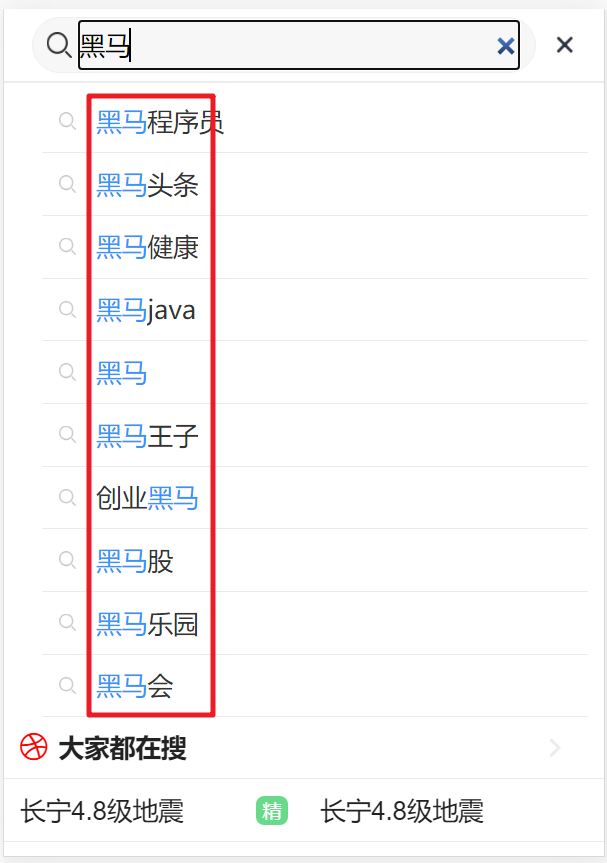 黑马
黑马程序员
黑马头条
黑马健康
黑马java
黑马
黑马王子
创业黑马
黑马股
黑马乐园
黑马会
大家都在搜
长宁4.8级地震 精 长宁4.8级地震